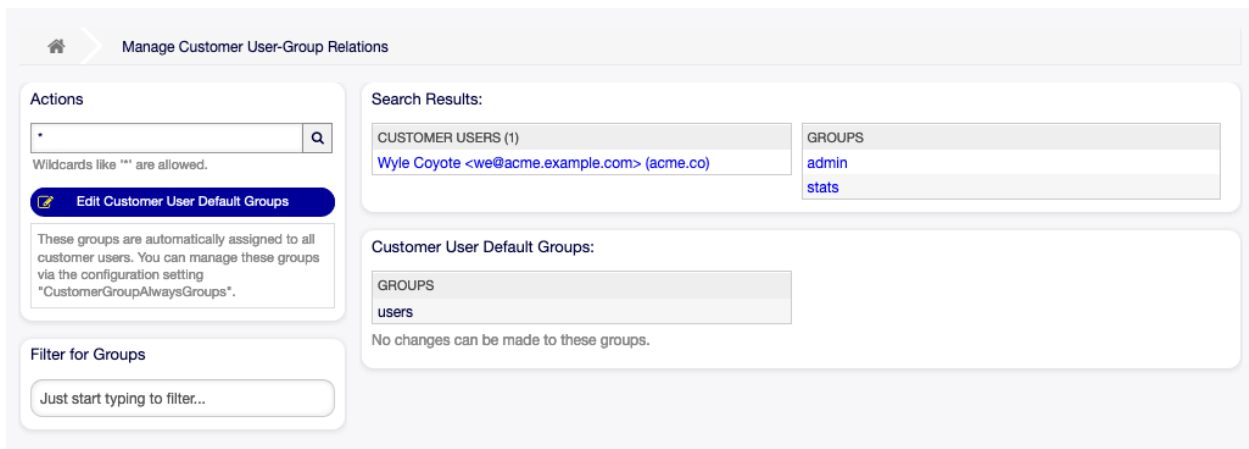 Manage Customer User-Group Relations
Actions
*
Wildcards like "*" are allowed.
Edit Customer User Default Groups
These groups are automatically assigned to all
customer users. You can manage these groups
via the configuration setting
"CustomerGroupAlwaysGroups".
Filter for Groups
Just start typing to filter...
Search Results:
CUSTOMER USERS (1)
Wyle Coyote <we@acme.example.com> (acme.co)
GROUPS
admin
stats
Customer User Default Groups:
GROUPS
users
No changes can be made to these groups.